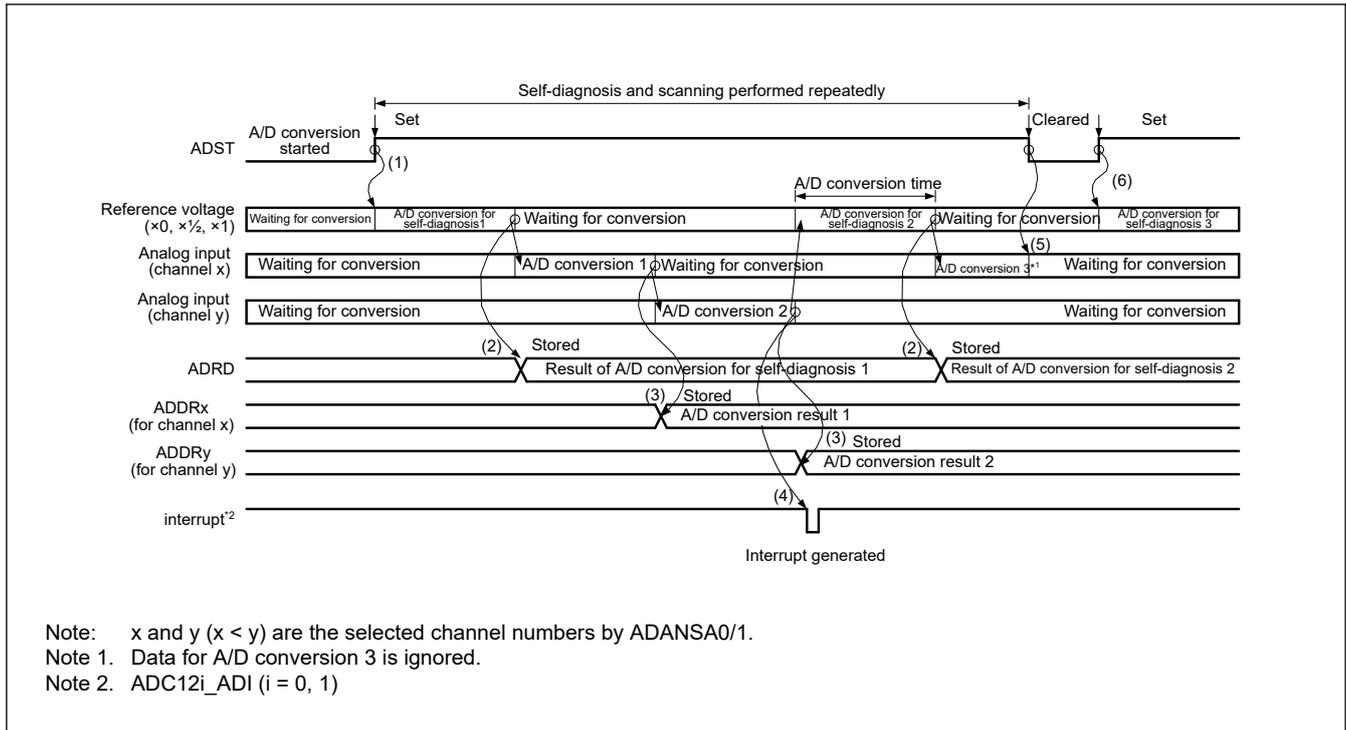 Self-diagnosis and scanning performed repeatedly
A/D conversion
started
Set
Cleared
Set
ADST
(1)
(6)
A/D conversion time
Reference voltage
(×0, ×½, ×1)
Waiting for conversion
A/D conversion for
self-diagnosis1
Waiting for conversion
A/D conversion for
self-diagnosis 2
Waiting for conversion
A/D conversion for
self-diagnosis 3
(5)
Analog input
(channel x)
Waiting for conversion
A/D conversion 1
Waiting for conversion
A/D conversion 3*1
Waiting for conversion
Analog input
(channel y)
Waiting for conversion
A/D conversion 2
Waiting for conversion
(2)
Stored
(2)
Stored
ADRD
Result of A/D conversion for self-diagnosis 1
Result of A/D conversion for self-diagnosis 2
(3)
Stored
ADDRx
(for channel x)
A/D conversion result 1
(3)
Stored
ADDRy
(for channel y)
A/D conversion result 2
(4)
interrupt*2
Interrupt generated
Note: x and y (x < y) are the selected channel numbers by ADANSA0/1.
Note 1. Data for A/D conversion 3 is ignored.
Note 2. ADC12i_ADI (i = 0, 1)